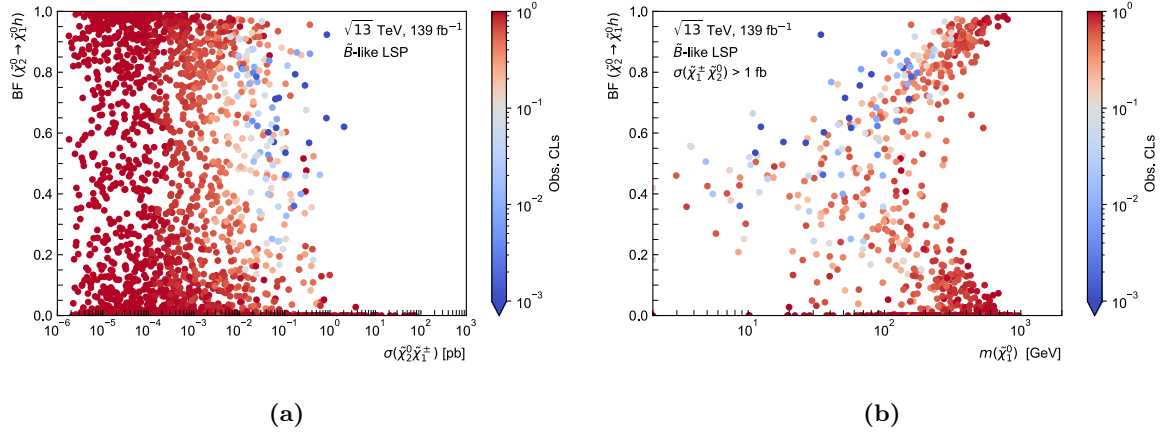 √13 TeV, 139 fb⁻¹
B̃-like LSP
BF (χ̃⁰₂ → χ̃⁰₁h)
1.0
0.8
0.6
0.4
0.2
0.0
10⁻⁶ 10⁻⁵ 10⁻⁴ 10⁻³ 10⁻² 10⁻¹ 10⁰ 10¹ 10² 10³
σ(χ̃⁰₂χ̃±₁) [pb]
10⁰
10⁻¹
10⁻²
10⁻³
Obs. CLs
(a)
√13 TeV, 139 fb⁻¹
B̃-like LSP
σ(χ̃±₁ χ̃⁰₂) > 1 fb
BF (χ̃⁰₂ → χ̃⁰₁h)
1.0
0.8
0.6
0.4
0.2
0.0
10¹ 10² 10³
m(χ̃⁰₁) [GeV]
10⁰
10⁻¹
10⁻²
10⁻³
Obs. CLs
(b)